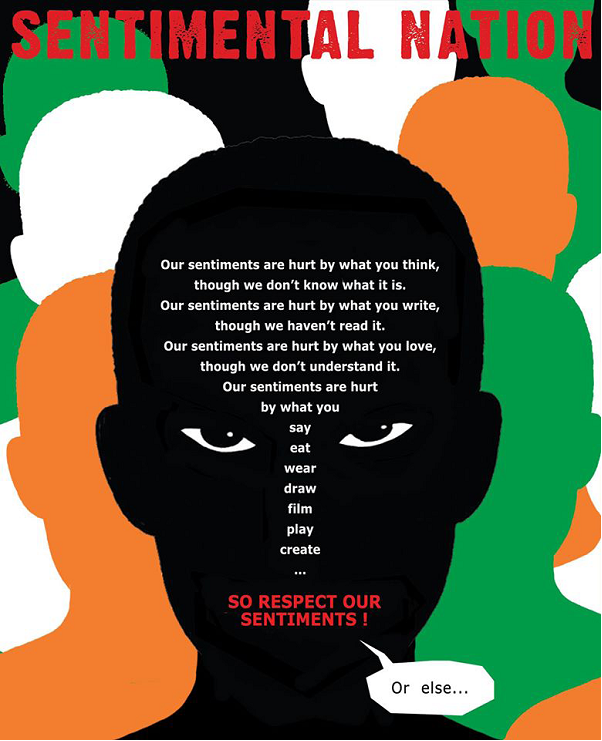 SENTIMENTAL NATION
Our sentiments are hurt by what you think,
though we don't know what it is.
Our sentiments are hurt by what you write,
though we haven't read it.
Our sentiments are hurt by what you love,
though we don't understand it.
Our sentiments are hurt
by what you
say
eat
wear
draw
film
play
create
...
SO RESPECT OUR
SENTIMENTS !
Or else...